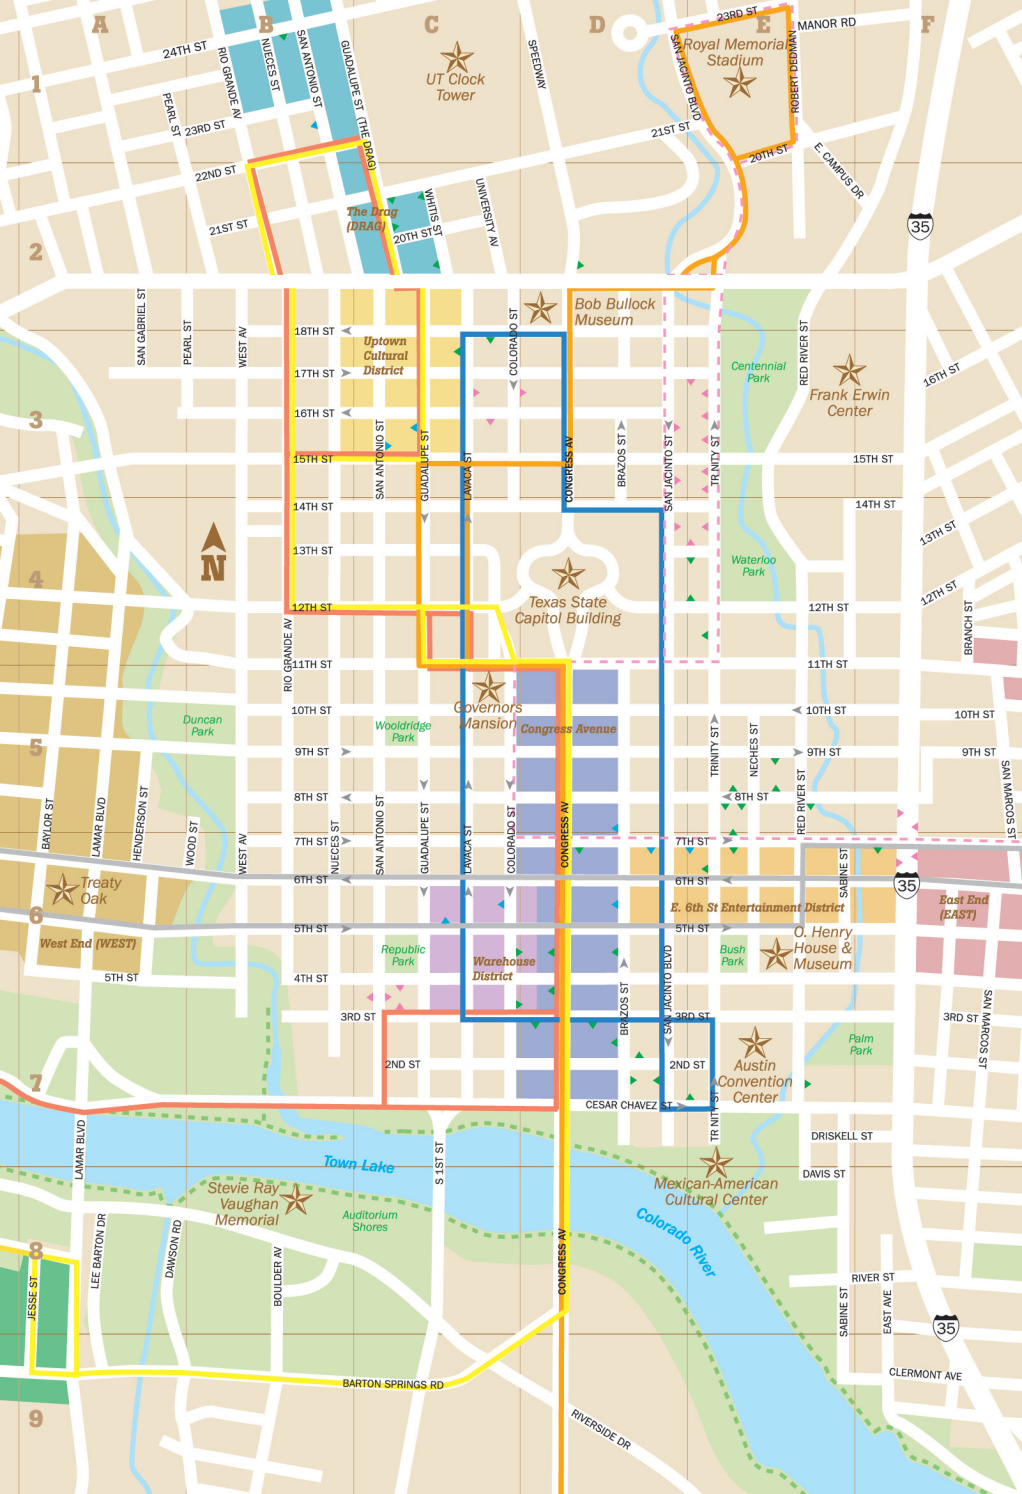 A
B
C
D
E
F
23RD ST
MANOR RD
24TH ST
RIO GRANDE AV
NUECES ST
SAN ANTONIO ST
GUADALUPE ST (THE DRAG)
SPEEDWAY
SAN JACINTO BLVD
Royal Memorial
Stadium
ROBERT DEDMAN
UT Clock
Tower
1
PEARL ST
23RD ST
21ST ST
20TH ST
E. CAMPUS DR
22ND ST
WHITIS ST
UNIVERSITY AV
The Drag
(DRAG)
21ST ST
20TH ST
35
2
SAN GABRIEL ST
PEARL ST
WEST AV
18TH ST
COLORADO ST
Bob Bullock
Museum
RED RIVER ST
Uptown
Cultural
District
17TH ST
Centennial
Park
16TH ST
Frank Erwin
Center
3
16TH ST
SAN ANTONIO ST
GUADALUPE ST
LAVACA ST
CONGRESS AV
BRAZOS ST
SAN JACINTO ST
15TH ST
15TH ST
14TH ST
14TH ST
13TH ST
13TH ST
N
4
Waterloo
Park
Texas State
Capitol Building
12TH ST
12TH ST
12TH ST
BRANCH ST
RIO GRANDE AV
11TH ST
11TH ST
Governors
Mansion
10TH ST
10TH ST
10TH ST
Duncan
Park
Wooldridge
Park
Congress Avenue
TRINITY ST
NECHES ST
5
9TH ST
9TH ST
9TH ST
SAN MARCOS ST
8TH ST
8TH ST
RED RIVER ST
BAYLOR ST
LAMAR BLVD
HENDERSON ST
WOOD ST
WEST AV
NUECES ST
SAN ANTONIO ST
GUADALUPE ST
LAVACA ST
COLORADO ST
CONGRESS AV
7TH ST
7TH ST
SABINE ST
6TH ST
6TH ST
35
Treaty
Oak
6
E. 6th St Entertainment District
East End
(EAST)
5TH ST
5TH ST
West End (WEST)
Republic
Park
Warehouse
District
Bush
Park
O. Henry
House &
Museum
5TH ST
4TH ST
SAN JACINTO BLVD
BRAZOS ST
SAN MARCOS ST
3RD ST
3RD ST
3RD ST
Palm
Park
2ND ST
2ND ST
Austin
Convention
Center
7
CESAR CHAVEZ ST
LAMAR BLVD
S 1ST ST
DRISKELL ST
Town Lake
DAVIS ST
Mexican-American
Cultural Center
Stevie Ray
Vaughan
Memorial
Auditorium
Shores
Colorado River
8
LEE BARTON DR
DAWSON RD
BOULDER AV
CONGRESS AV
JESSE ST
RIVER ST
SABINE ST
EAST AVE
35
CLERMONT AVE
BARTON SPRINGS RD
9
RIVERSIDE DR